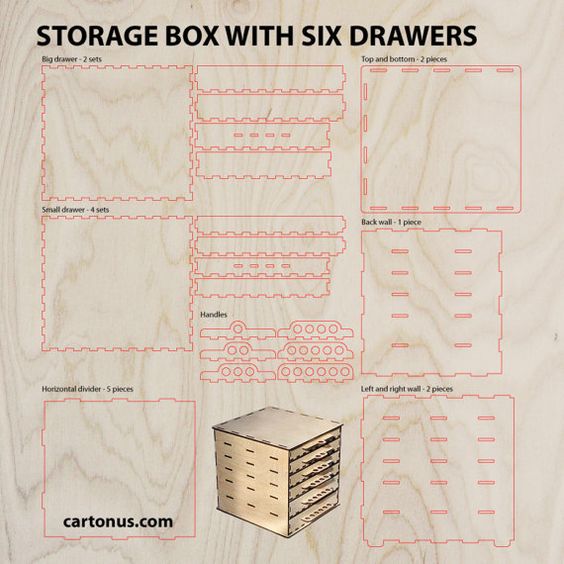 STORAGE BOX WITH SIX DRAWERS
Big drawer - 2 sets
Top and bottom - 2 pieces
Small drawer - 4 sets
Back wall - 1 piece
Handles
Horizontal divider - 5 pieces
Left and right wall - 2 pieces
cartonus.com